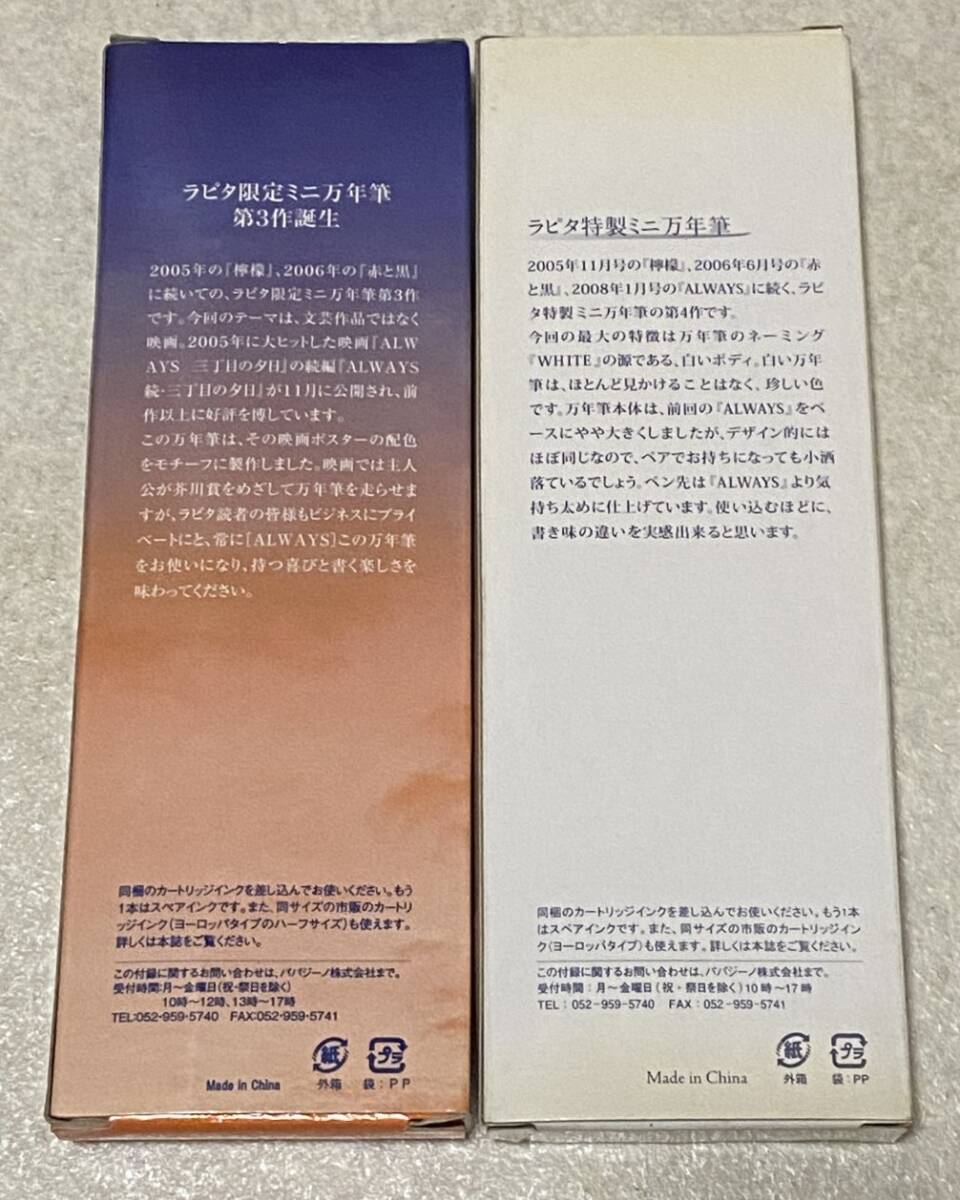 ラピタ限定ミニ万年筆
第3作誕生
2005年の『檸檬』、2006年の『赤と黒』
に続いての、ラピタ限定ミニ万年筆第3作
です。今回のテーマは、文芸作品ではなく
映画。2005年に大ヒットした映画『ALW
AYS 三丁目の夕日』の続編『ALWAYS
続・三丁目の夕日』が11月に公開され、前
作以上に好評を博しています。
この万年筆は、その映画ポスターの配色
をモチーフに製作しました。映画では主人
公が芥川賞をめざして万年筆を走らせま
すが、ラピタ読者の皆様もビジネスにプライ
ベートにと、常に[ALWAYS]この万年筆
をお使いになり、持つ喜びと書く楽しさを
味わってください。
同梱のカートリッジインクを差し込んでお使いください。もう
1本はスペアインクです。また、同サイズの市販のカートリ
ッジインク(ヨーロッパタイプのハーフサイズ)も使えます。
詳しくは本誌をご覧ください。
この付録に関するお問い合わせは、パパジーノ株式会社まで。
受付時間:月〜金曜日(祝・祭日を除く)
10時〜12時、13時〜17時
TEL:052-959-5740 FAX:052-959-5741
Made in China
紙
外箱
プラ
袋:PP
ラピタ特製ミニ万年筆
2005年11月号の『檸檬』、2006年6月号の『赤
と黒』、2008年1月号の『ALWAYS』に続く、ラピ
タ特製ミニ万年筆の第4作です。
今回の最大の特徴は万年筆のネーミング
『WHITE』の源である、白いボディ。白い万年
筆は、ほとんど見かけることはなく、珍しい色
です。万年筆本体は、前回の『ALWAYS』をベ
ースにやや大きくしましたが、デザイン的には
ほぼ同じなので、ペアでお持ちになっても小洒
落ているでしょう。ペン先は『ALWAYS』より気
持ち太めに仕上げています。使い込むほどに、
書き味の違いを実感出来ると思います。
同梱のカートリッジインクを差し込んでお使いください。もう1本
はスペアインクです。また、同サイズの市販のカートリッジイン
ク(ヨーロッパタイプ)も使えます。詳しくは本誌をご覧ください。
この付録に関するお問い合わせは、パパジーノ株式会社まで。
受付時間:月〜金曜日(祝・祭日を除く)10時〜17時
TEL:052-959-5740 FAX:052-959-5741
Made in China
紙
外箱
プラ
袋:PP